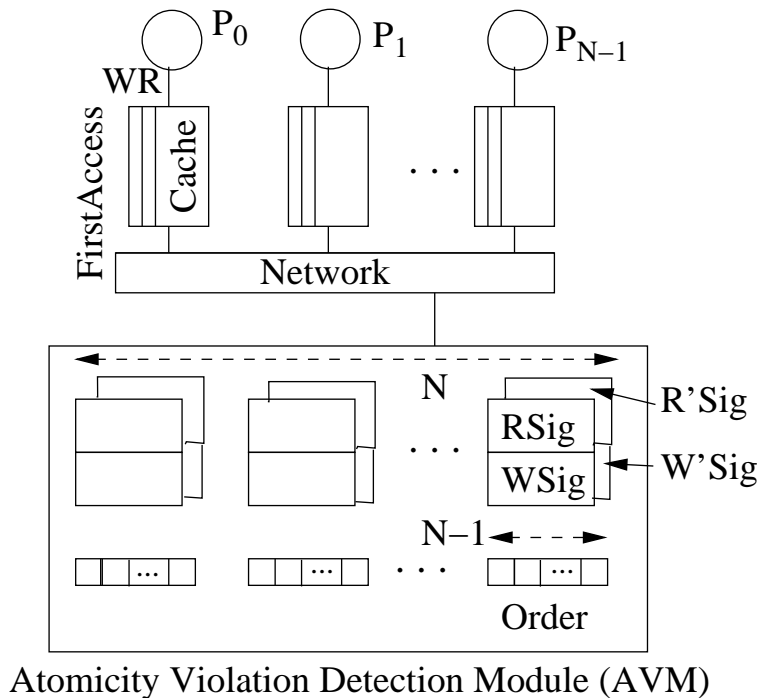 P0
P1
PN−1
WR
FirstAccess
Cache
. . .
Network
N
R'Sig
RSig
. . .
WSig
W'Sig
N−1
... ... . . . ...
Order
Atomicity Violation Detection Module (AVM)